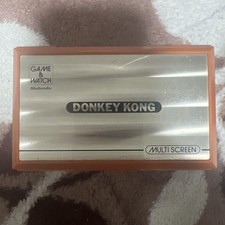 GAME
&
WATCH
Nintendo
DONKEY KONG
MULTI SCREEN